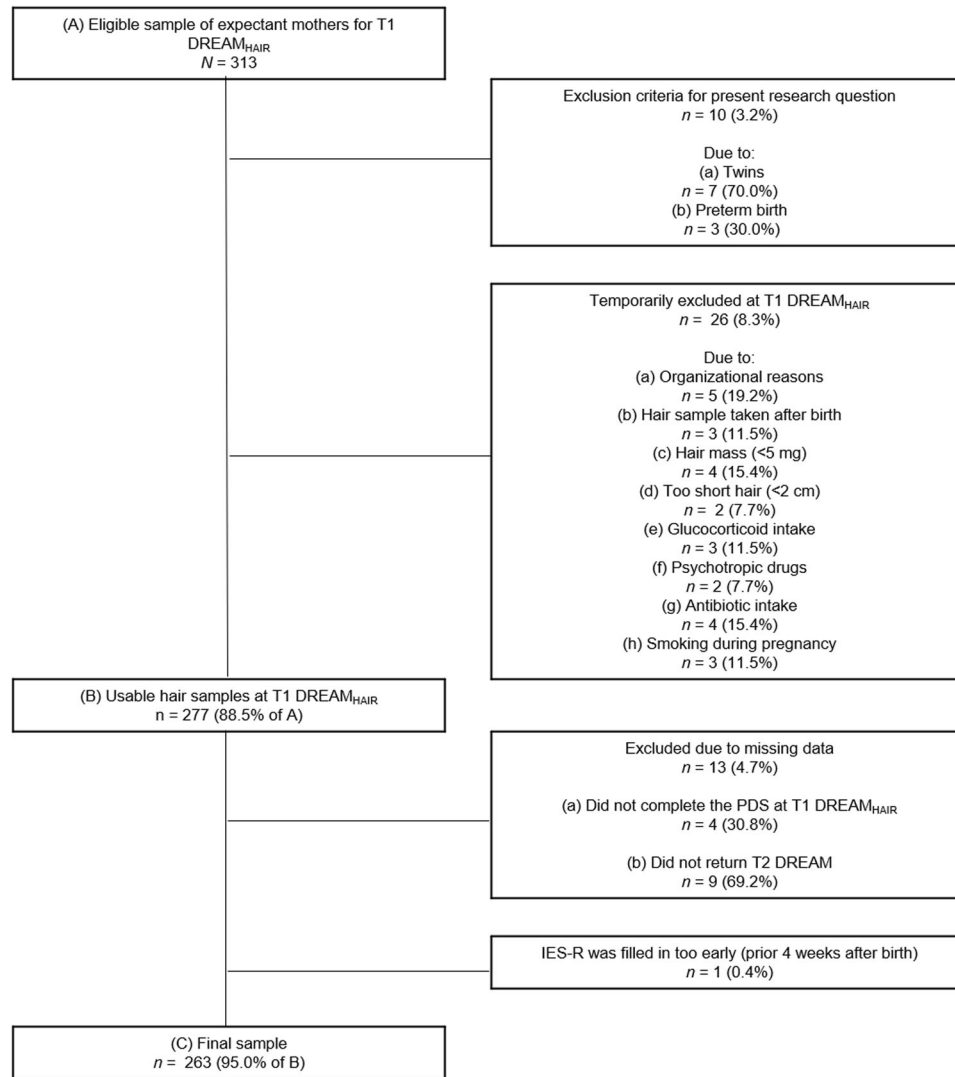 (A) Eligible sample of expectant mothers for T1
DREAMHAIR
N = 313
Exclusion criteria for present research question
n = 10 (3.2%)
Due to:
(a) Twins
n = 7 (70.0%)
(b) Preterm birth
n = 3 (30.0%)
Temporarily excluded at T1 DREAMHAIR
n = 26 (8.3%)
Due to:
(a) Organizational reasons
n = 5 (19.2%)
(b) Hair sample taken after birth
n = 3 (11.5%)
(c) Hair mass (<5 mg)
n = 4 (15.4%)
(d) Too short hair (<2 cm)
n = 2 (7.7%)
(e) Glucocorticoid intake
n = 3 (11.5%)
(f) Psychotropic drugs
n = 2 (7.7%)
(g) Antibiotic intake
n = 4 (15.4%)
(h) Smoking during pregnancy
n = 3 (11.5%)
(B) Usable hair samples at T1 DREAMHAIR
n = 277 (88.5% of A)
Excluded due to missing data
n = 13 (4.7%)
(a) Did not complete the PDS at T1 DREAMHAIR
n = 4 (30.8%)
(b) Did not return T2 DREAM
n = 9 (69.2%)
IES-R was filled in too early (prior 4 weeks after birth)
n = 1 (0.4%)
(C) Final sample
n = 263 (95.0% of B)